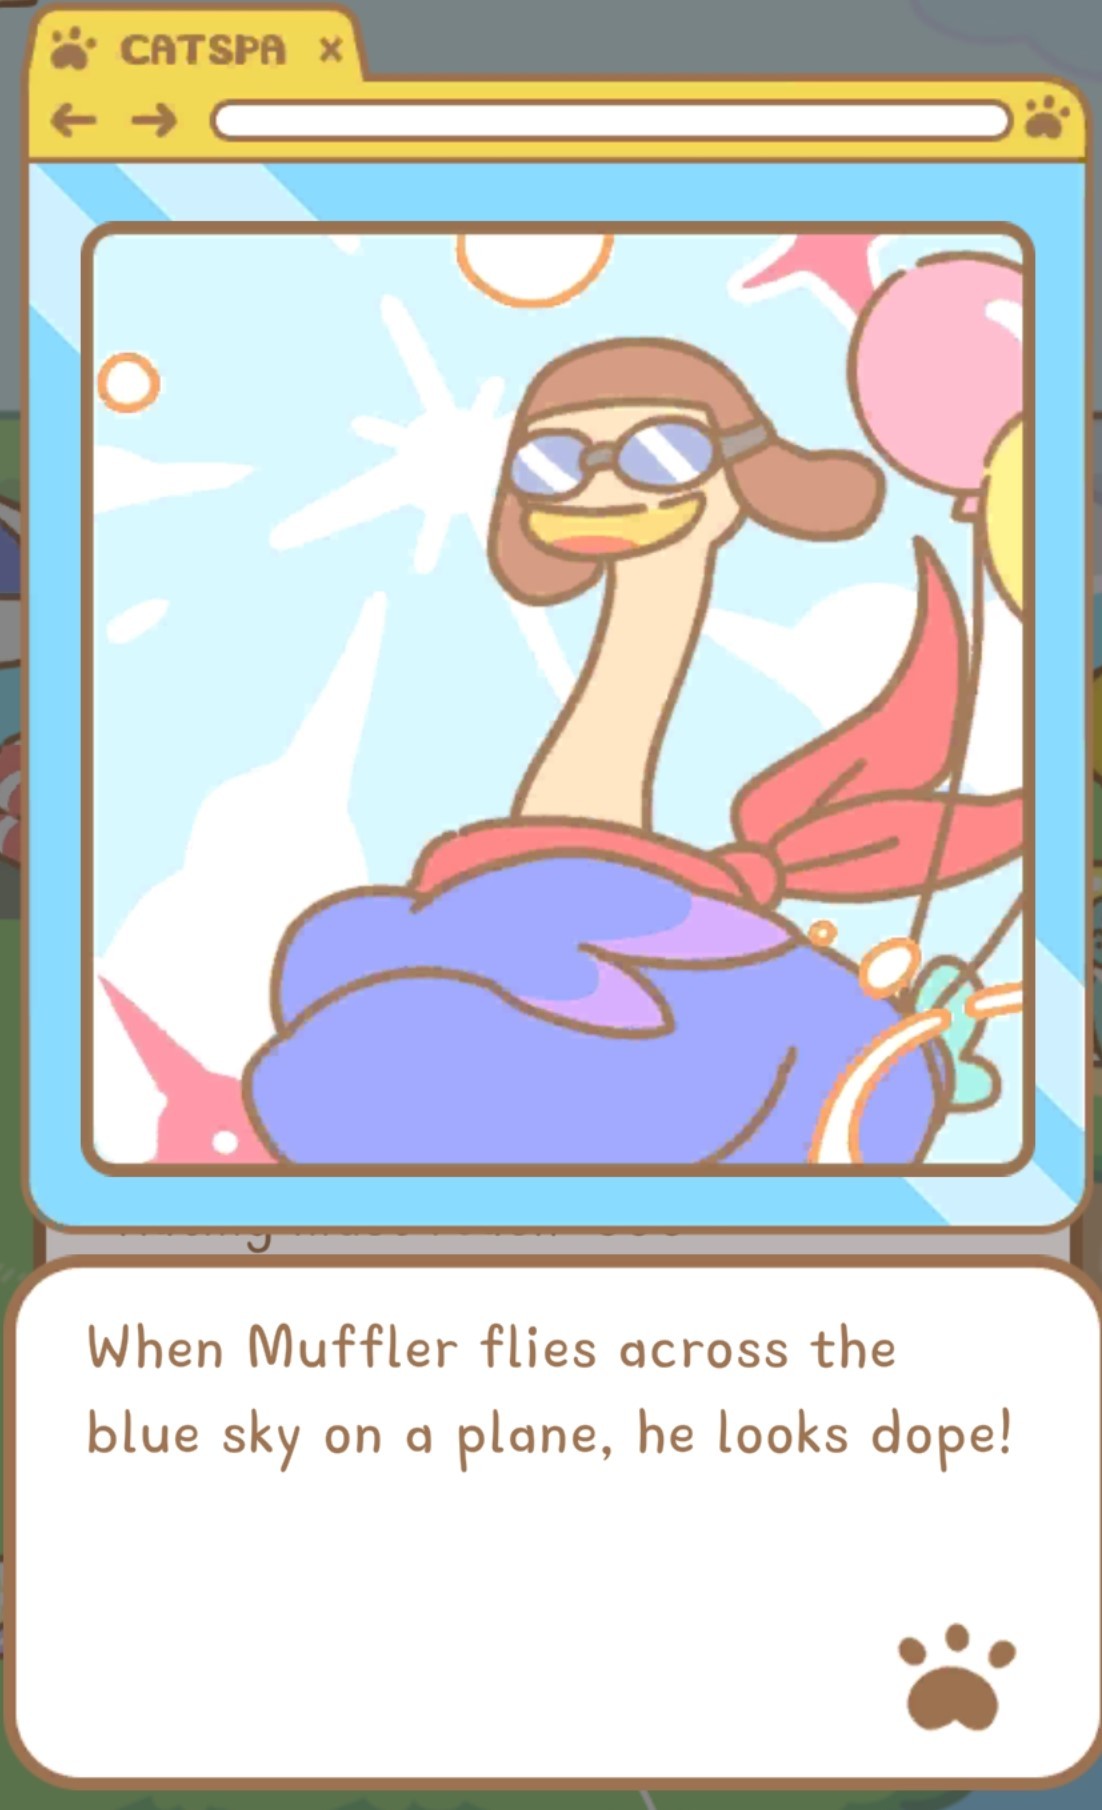 CATSPA
When Muffler flies across the
blue sky on a plane, he looks dope!